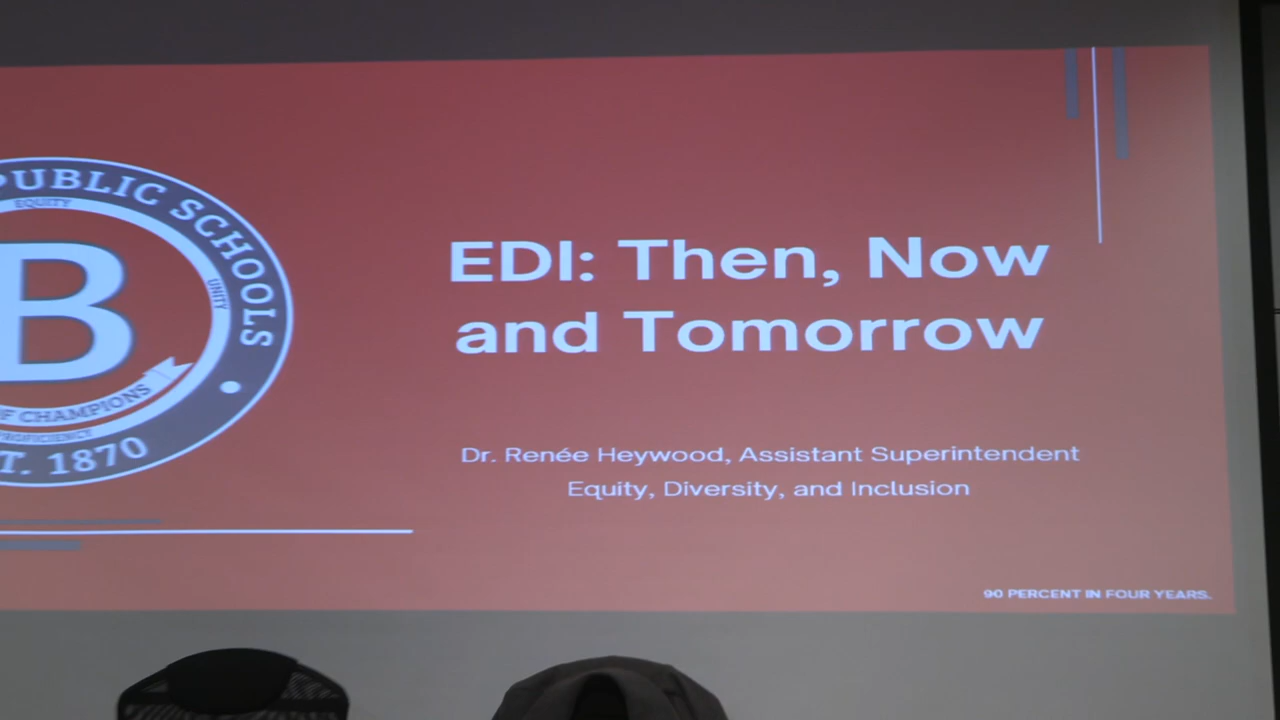 PUBLIC SCHOOLS
EQUITY
UNITY
B
OF CHAMPIONS
PROFICIENCY
T. 1870
EDI: Then, Now
and Tomorrow
Dr. Renée Heywood, Assistant Superintendent
Equity, Diversity, and Inclusion
90 PERCENT IN FOUR YEARS.